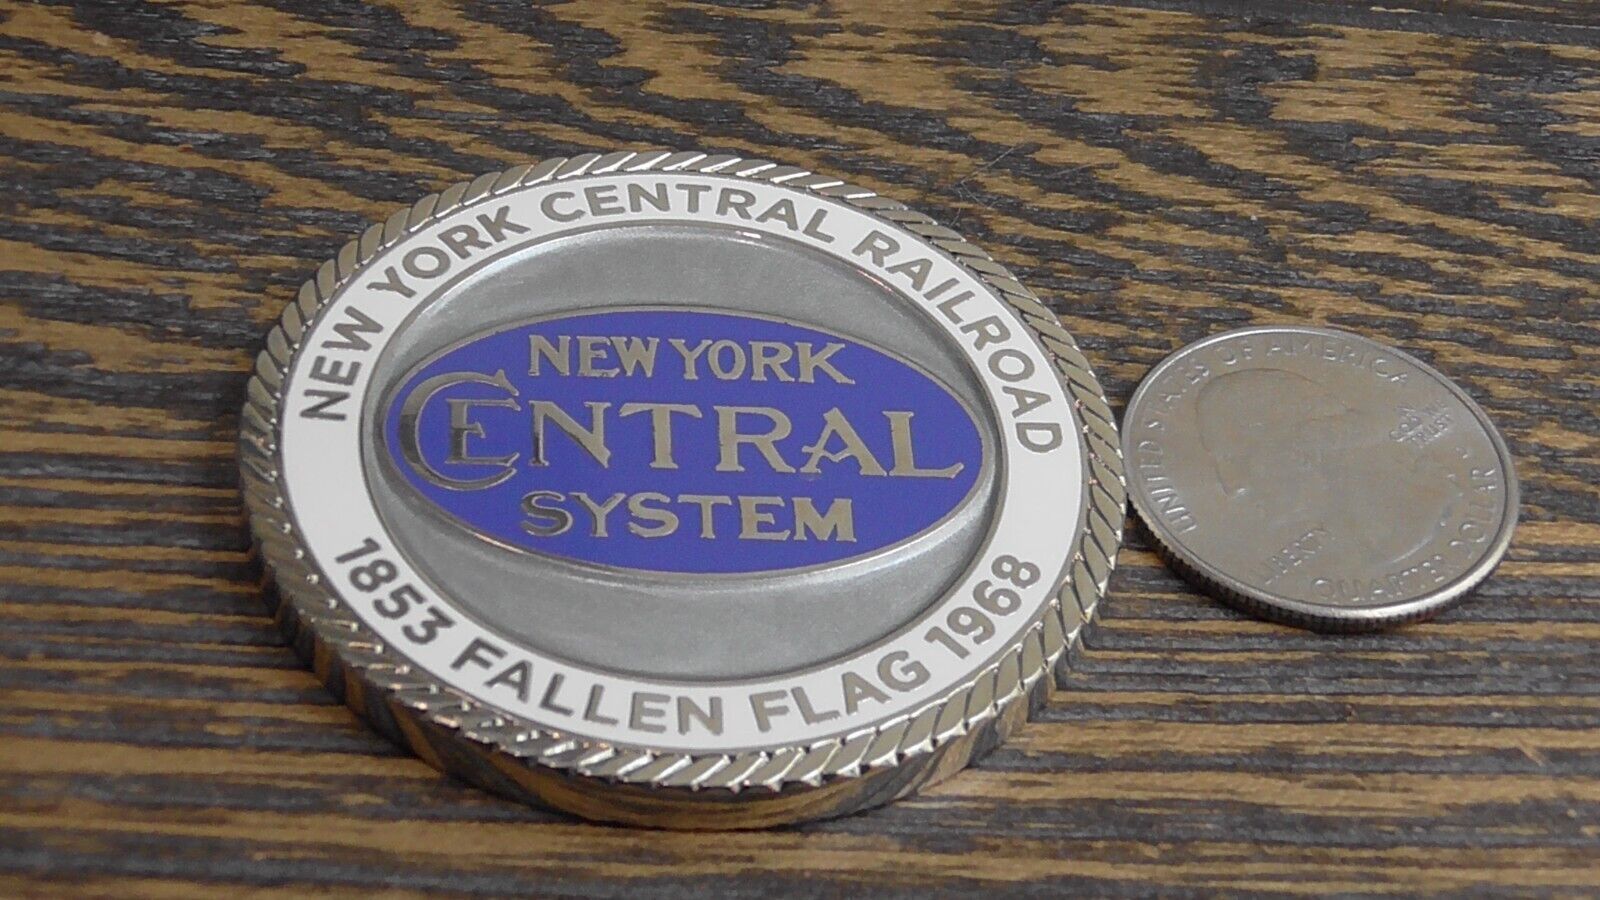 NEW YORK CENTRAL RAILROAD
NEW YORK
CENTRAL
SYSTEM
1853 FALLEN FLAG 1968
UNITED STATES OF AMERICA
LIBERTY
QUARTER DOLLAR